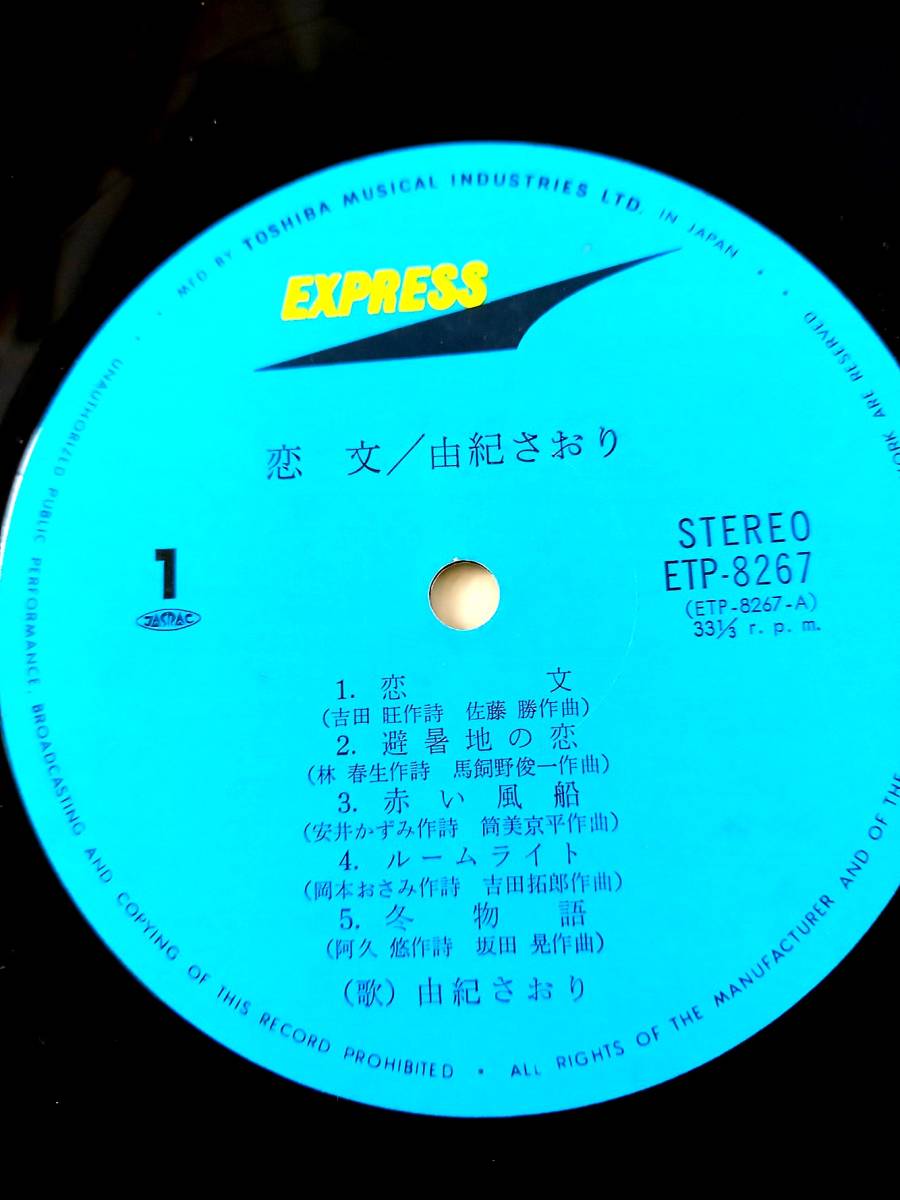 MFD BY TOSHIBA MUSICAL INDUSTRIES LTD. IN JAPAN
EXPRESS
恋 文/由紀さおり
1
JASRAC
STEREO
ETP-8267
(ETP-8267-A)
33⅓ r. p. m.
1. 恋 文
(吉田 旺作詩 佐藤 勝作曲)
2. 避暑地の恋
(林 春生作詩 馬飼野俊一作曲)
3. 赤い風船
(安井かずみ作詩 筒美京平作曲)
4. ルームライト
(岡本おさみ作詩 吉田拓郎作曲)
5. 冬物語
(阿久 悠作詩 坂田 晃作曲)
(歌) 由紀さおり
UNAUTHORIZED PUBLIC PERFORMANCE, BROADCASTING AND COPYING OF THIS RECORD PROHIBITED • ALL RIGHTS OF THE MANUFACTURER AND OF THE
ORK ARE RESERVED